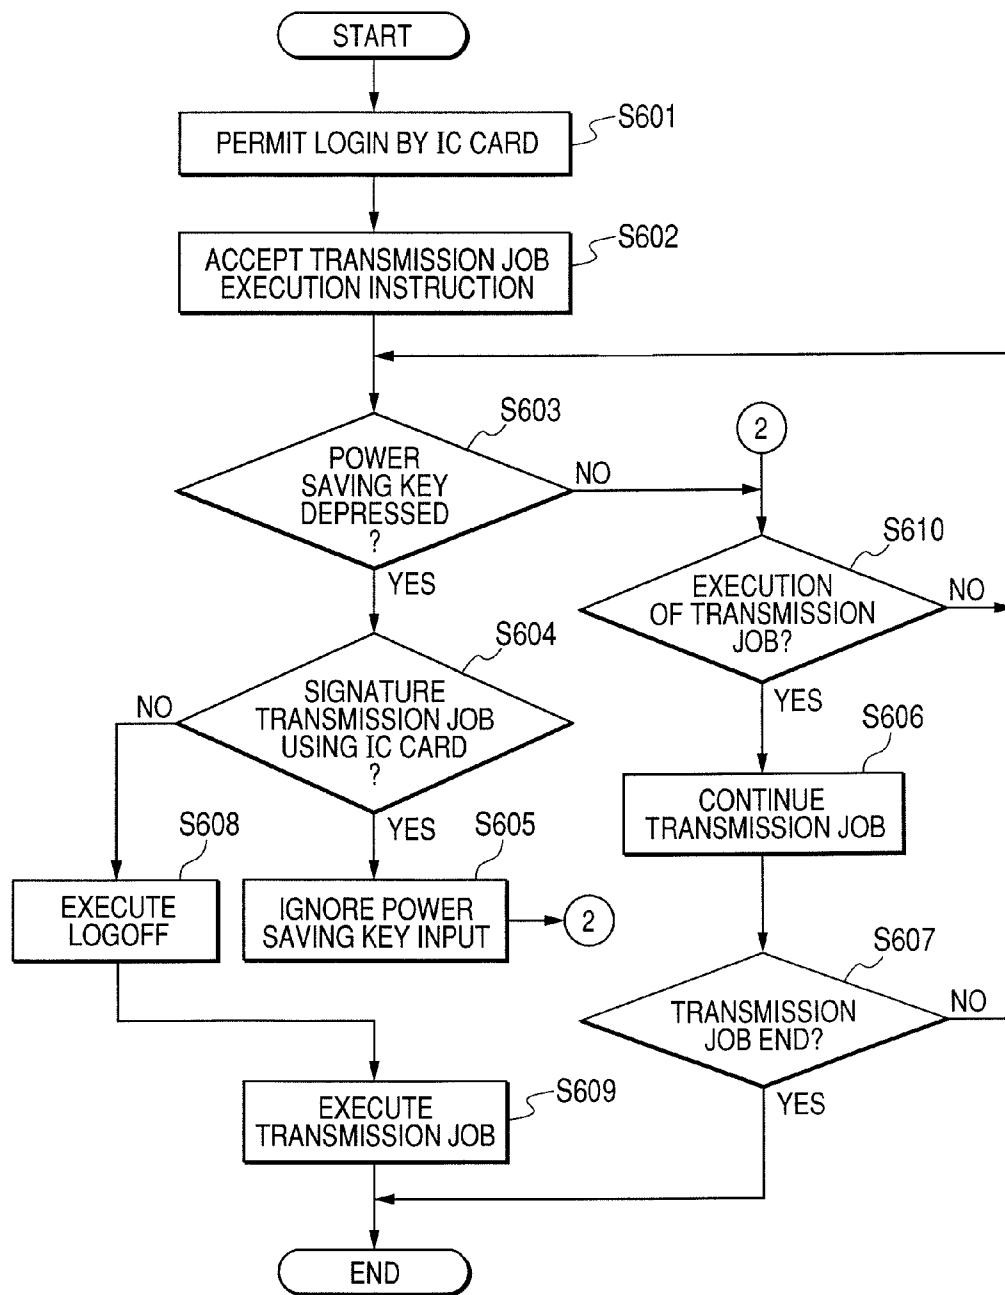 START
S601
PERMIT LOGIN BY IC CARD
S602
ACCEPT TRANSMISSION JOB
EXECUTION INSTRUCTION
S603
POWER
SAVING KEY
DEPRESSED
?
NO
YES
2
S610
EXECUTION
OF TRANSMISSION
JOB?
NO
YES
S604
SIGNATURE
TRANSMISSION JOB
USING IC CARD
?
NO
YES
S606
CONTINUE
TRANSMISSION JOB
S608
EXECUTE
LOGOFF
S605
IGNORE POWER
SAVING KEY INPUT
2
S607
TRANSMISSION
JOB END?
NO
YES
S609
EXECUTE
TRANSMISSION JOB
END